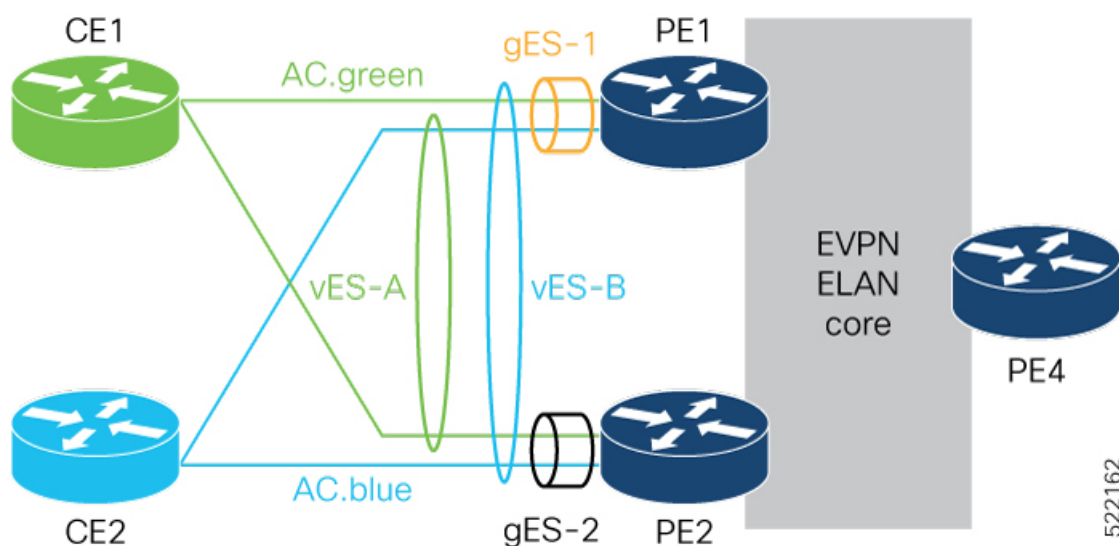 CE1
gES-1
PE1
AC.green
EVPN
ELAN
core
vES-A
vES-B
PE4
AC.blue
CE2
gES-2
PE2
522162